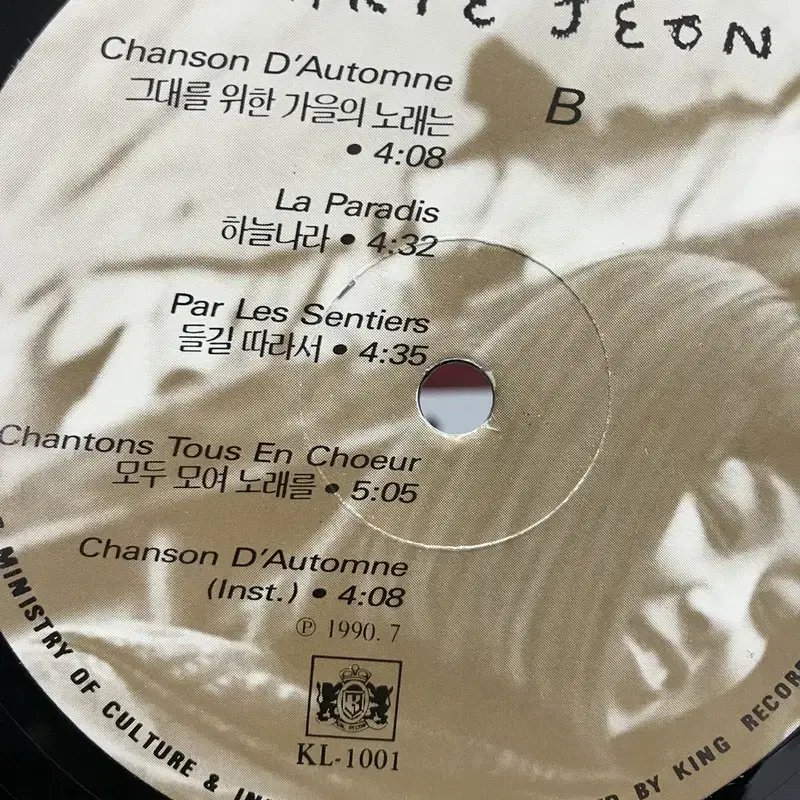 JEON
B
Chanson D'Automne
그대를 위한 가을의 노래는
• 4:08
La Paradis
하늘나라 • 4:32
Par Les Sentiers
들길 따라서 • 4:35
Chantons Tous En Choeur
모두 모여 노래를 • 5:05
Chanson D'Automne
(Inst.) • 4:08
Ⓟ 1990. 7
KL-1001
MINISTRY OF CULTURE &
BY KING RECORD